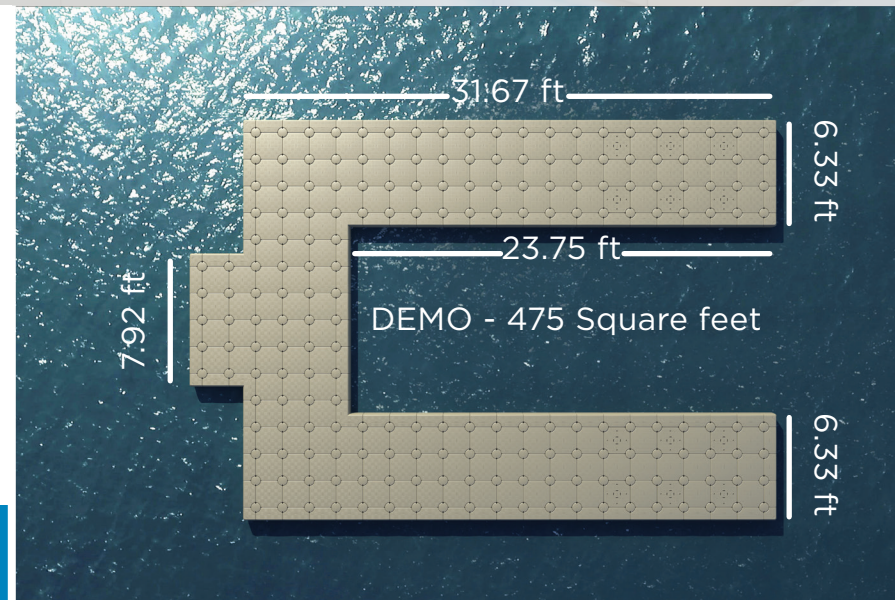 31.67 ft
6.33 ft
23.75 ft
7.92 ft
DEMO - 475 Square feet
6.33 ft